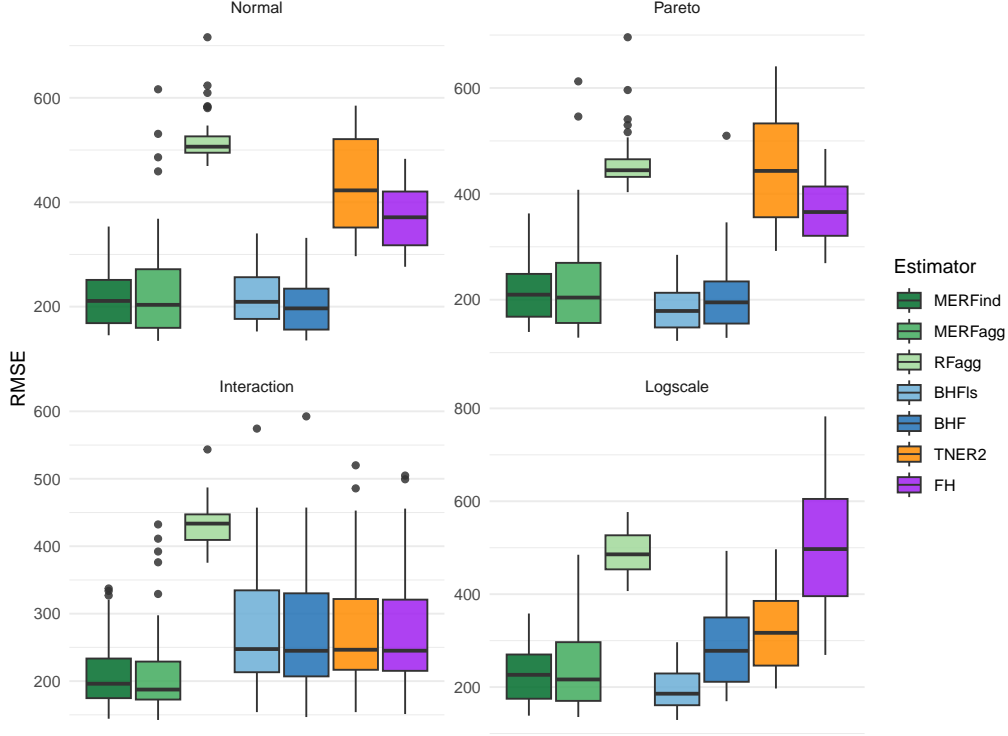 Normal
Pareto
600
400
200
600
400
200
RMSE
Interaction
Logscale
600
500
400
300
200
800
600
400
200
Estimator
MERFind
MERFagg
RFagg
BHFls
BHF
TNER2
FH